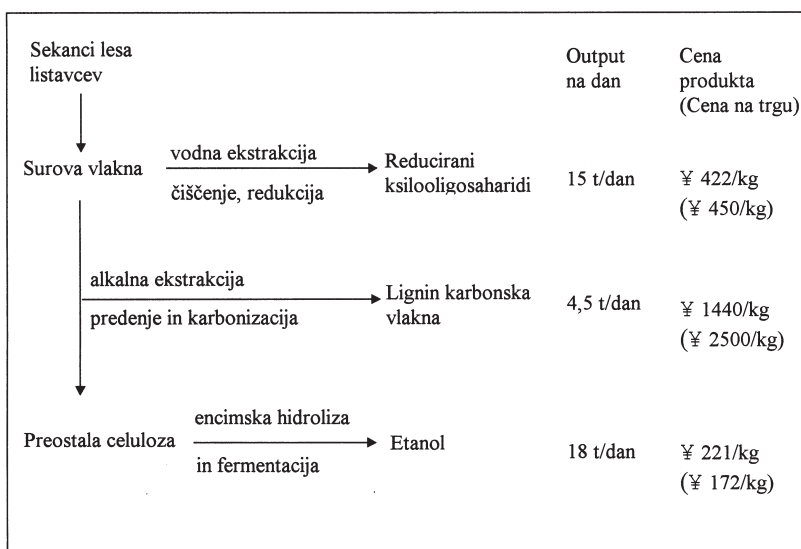 Sekanci lesa
listavcev
Output
na dan
Cena
produkta
(Cena na trgu)
Surova vlakna
vodna ekstrakcija
čiščenje, redukcija
Reducirani
ksilooligosaharidi
15 t/dan
¥ 422/kg
(¥ 450/kg)
alkalna ekstrakcija
predenje in karbonizacija
Lignin karbonska
vlakna
4,5 t/dan
¥ 1440/kg
(¥ 2500/kg)
Preostala celuloza
encimska hidroliza
in fermentacija
Etanol
18 t/dan
¥ 221/kg
(¥ 172/kg)